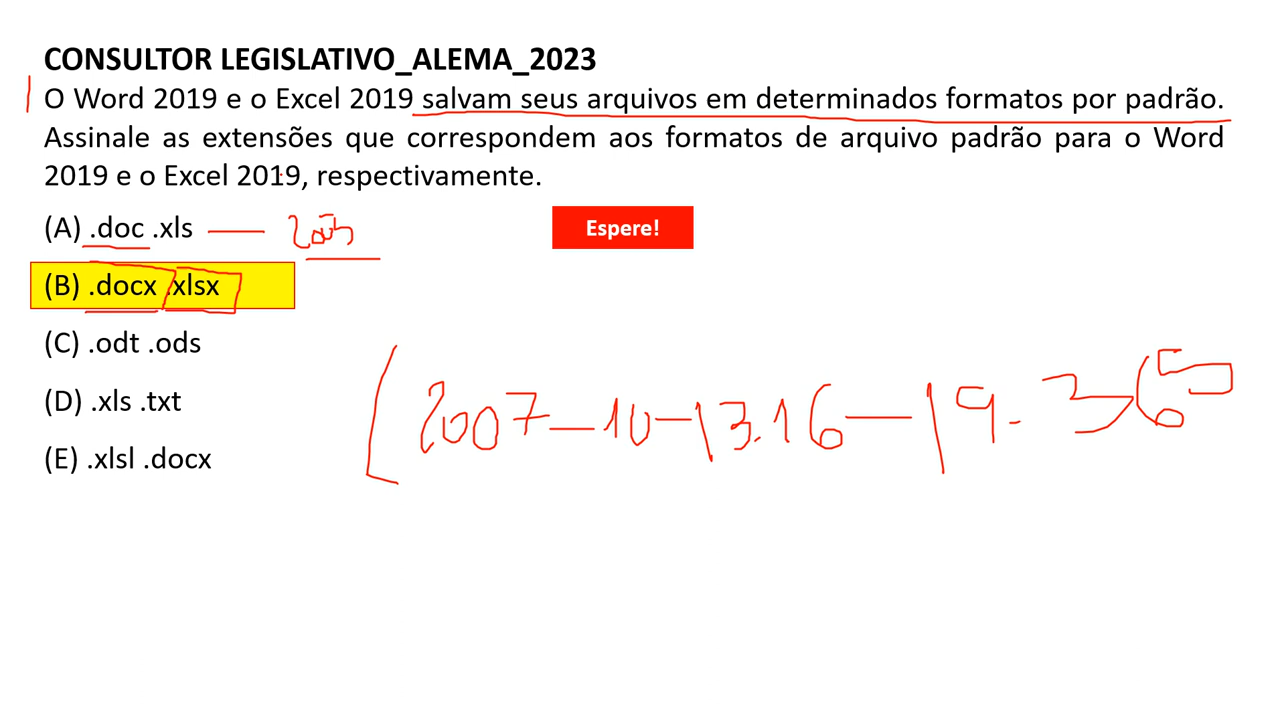 CONSULTOR LEGISLATIVO_ALEMA_2023
O Word 2019 e o Excel 2019 salvam seus arquivos em determinados formatos por padrão.
Assinale as extensões que correspondem aos formatos de arquivo padrão para o Word
2019 e o Excel 2019, respectivamente.
(A) .doc .xls — 2003
Espere!
(B) .docx .xlsx
(C) .odt .ods
2007—10—13.16—19. 365
(D) .xls .txt
(E) .xlsl .docx